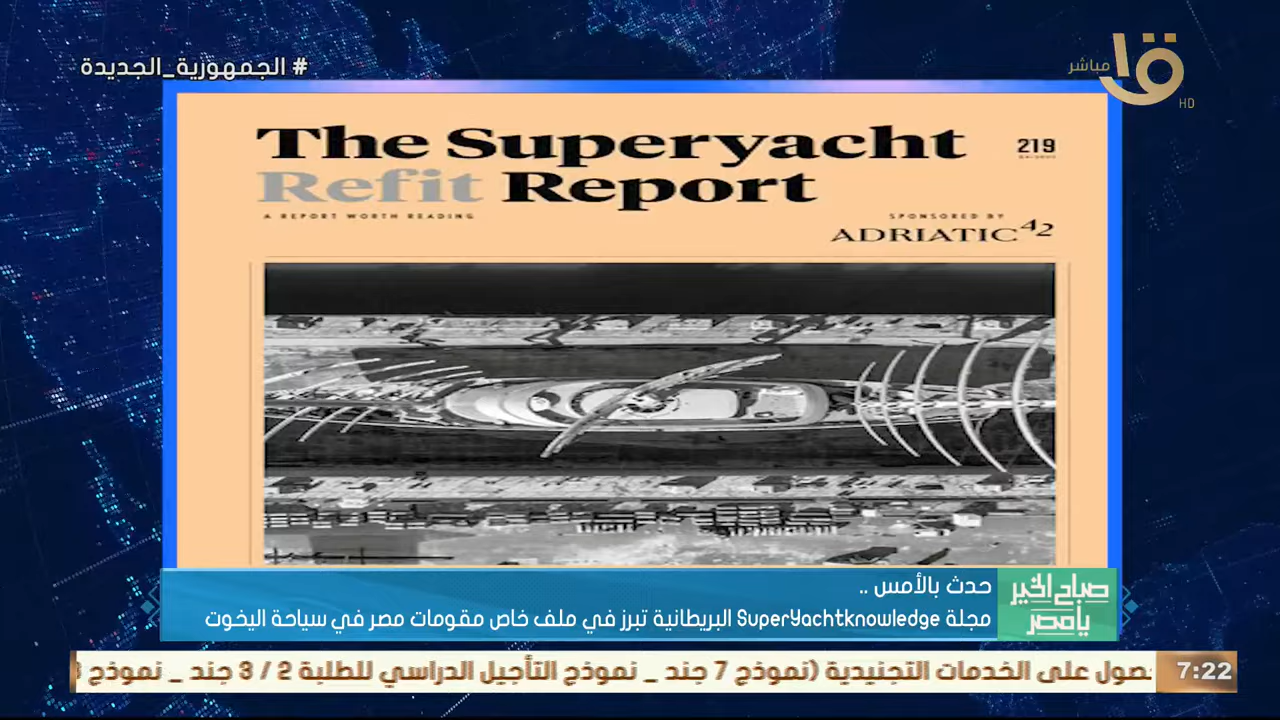 # الجمهورية_الجديدة
مباشر
HD
The Superyacht
Refit Report
219
A REPORT WORTH READING
SPONSORED BY
ADRIATIC42
حدث بالأمس ..
مجلة SuperYachtknowledge البريطانية تبرز في ملف خاص مقومات مصر في سياحة اليخوت
صباح الخير
يا مصر
صول على الخدمات التجنيدية (نموذج 7 جند _ نموذج التأجيل الدراسي للطلبة 2 / 3 جند _ نموذج
7:22